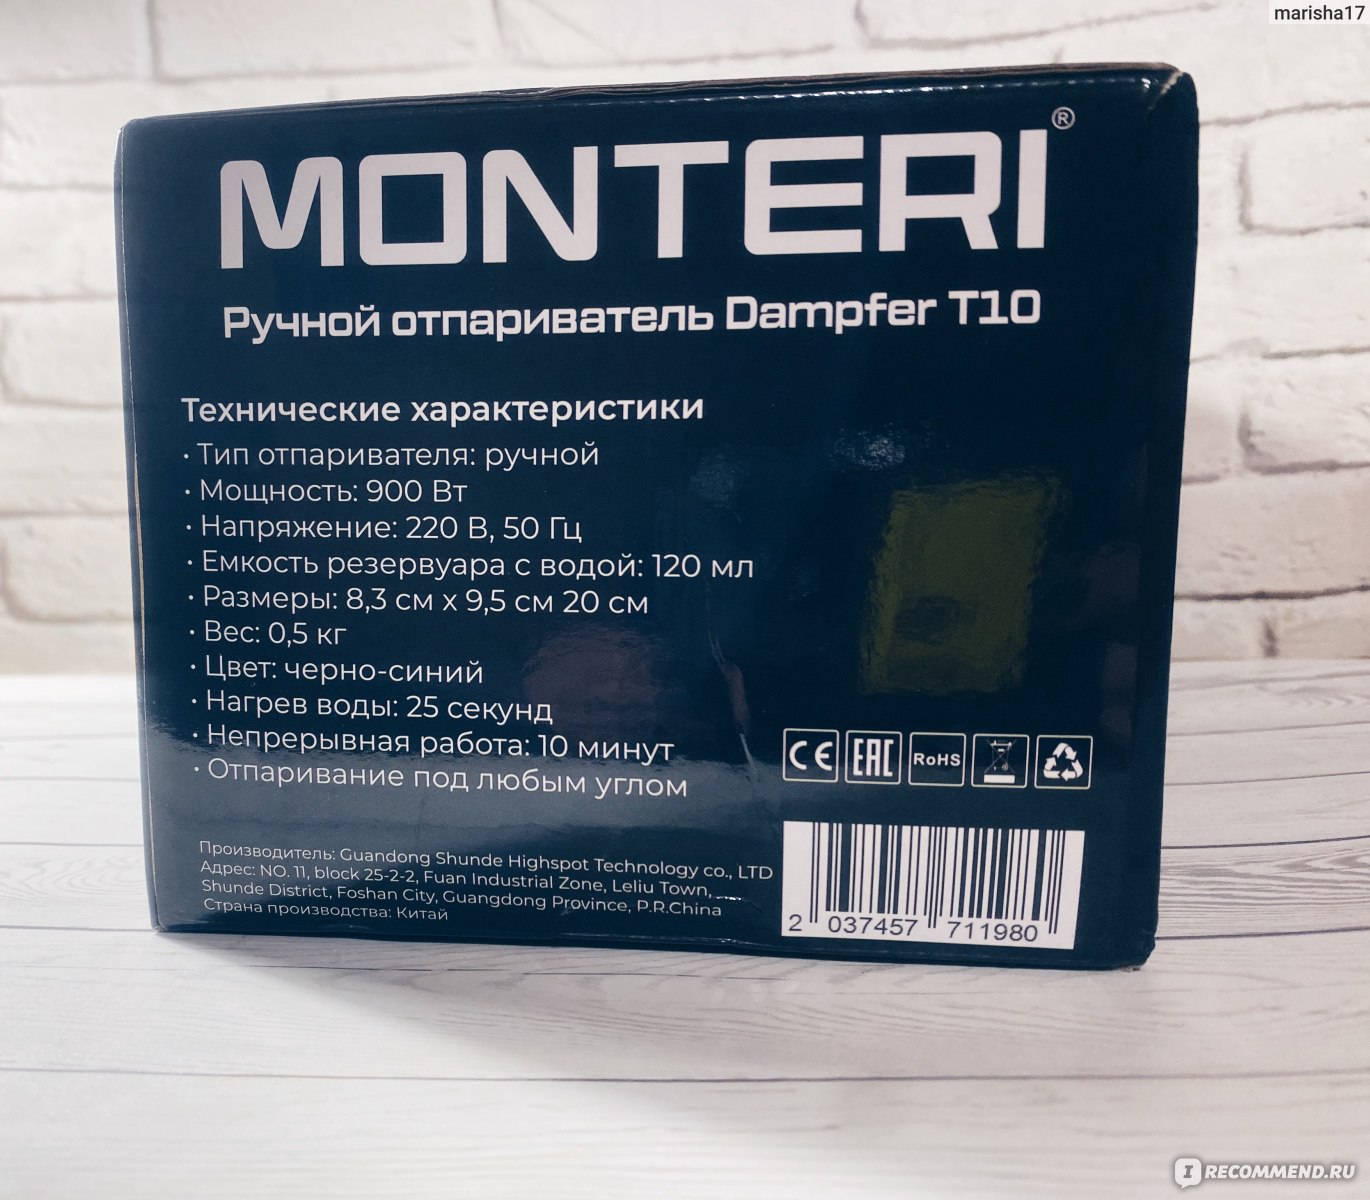 marisha17
MONTERI®
Ручной отпариватель Dampfer T10
Технические характеристики
· Тип отпаривателя: ручной
· Мощность: 900 Вт
· Напряжение: 220 В, 50 Гц
· Емкость резервуара с водой: 120 мл
· Размеры: 8,3 см х 9,5 см 20 см
· Вес: 0,5 кг
· Цвет: черно-синий
· Нагрев воды: 25 секунд
· Непрерывная работа: 10 минут
· Отпаривание под любым углом
CE EAC RoHS
Производитель: Guandong Shunde Highspot Technology co., LTD
Адрес: NO. 11, block 25-2-2, Fuan Industrial Zone, Leliu Town,
Shunde District, Foshan City, Guangdong Province, P.R.China
Страна производства: Китай
2 037457 711980
I RECOMMEND.RU